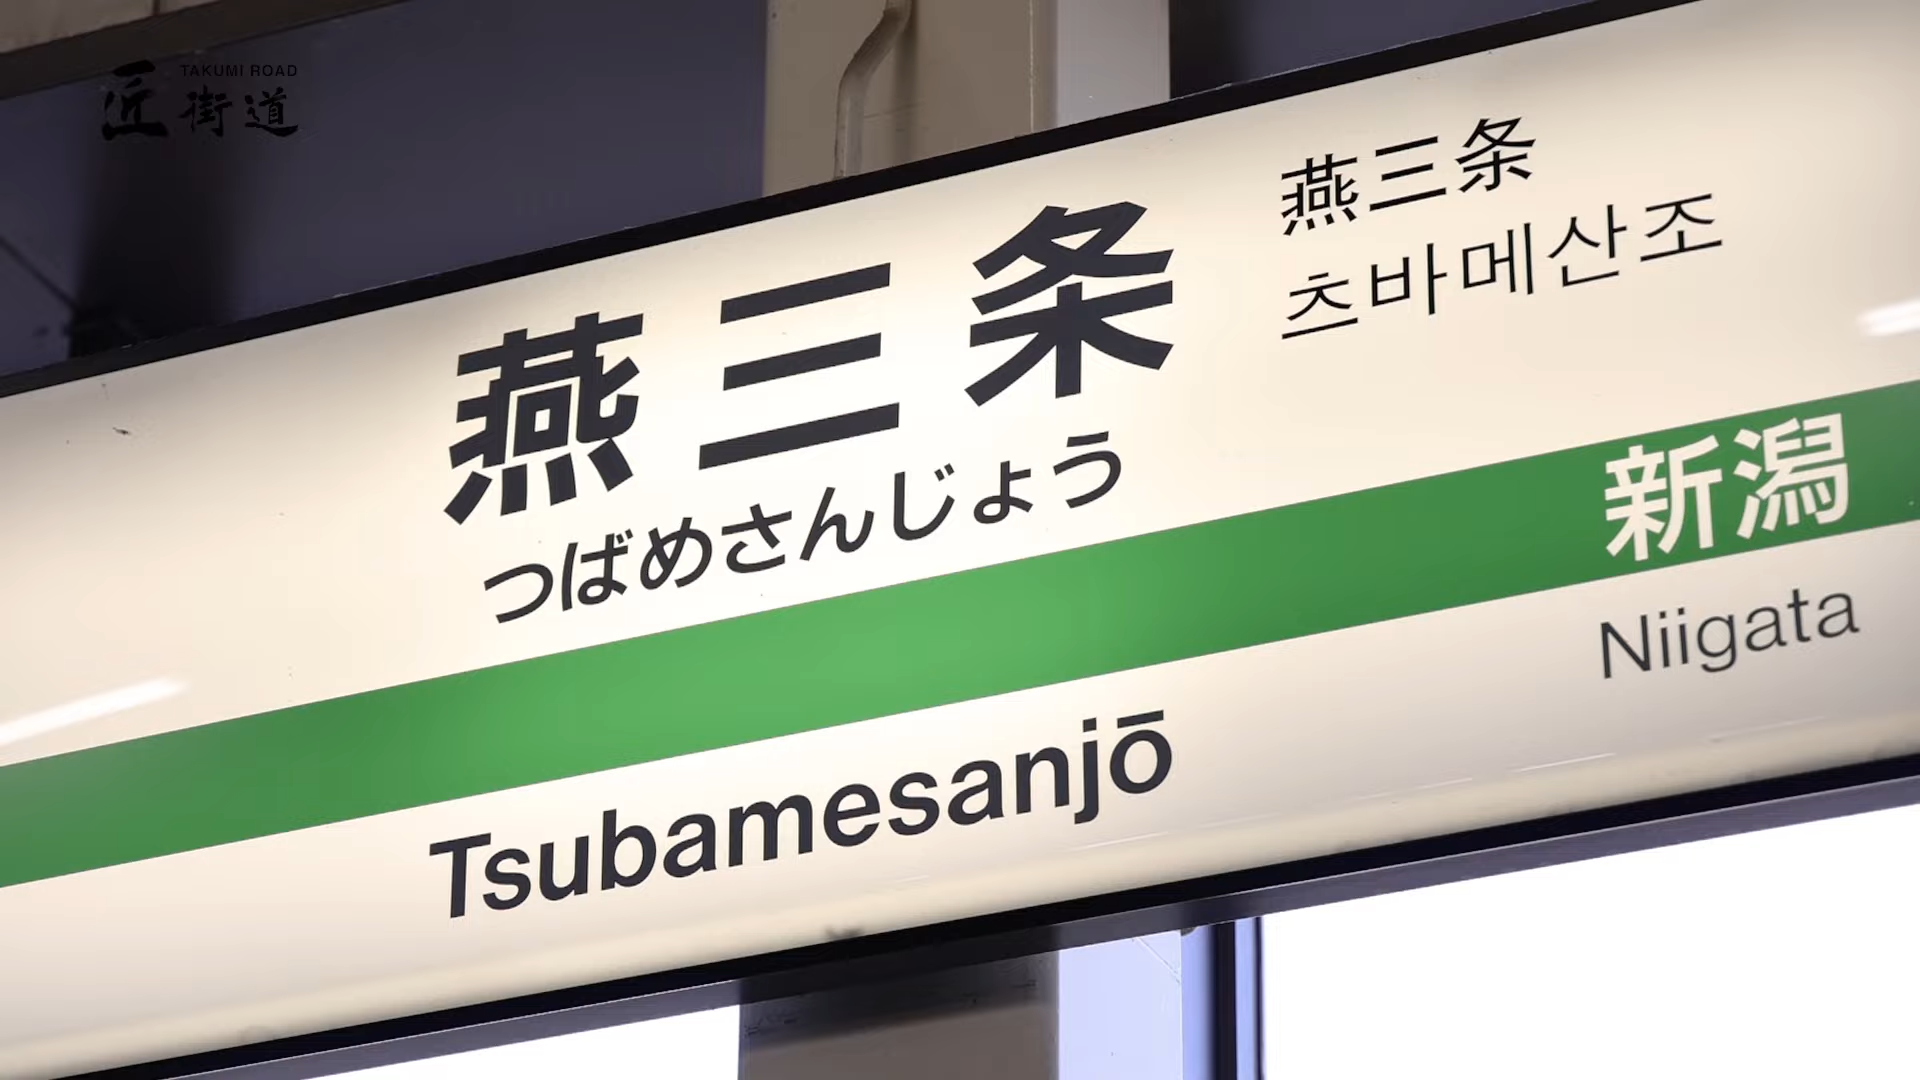 TAKUMI ROAD
匠街道
燕三条
燕三条
츠바메산조
つばめさんじょう
新潟
Niigata
Tsubamesanjō